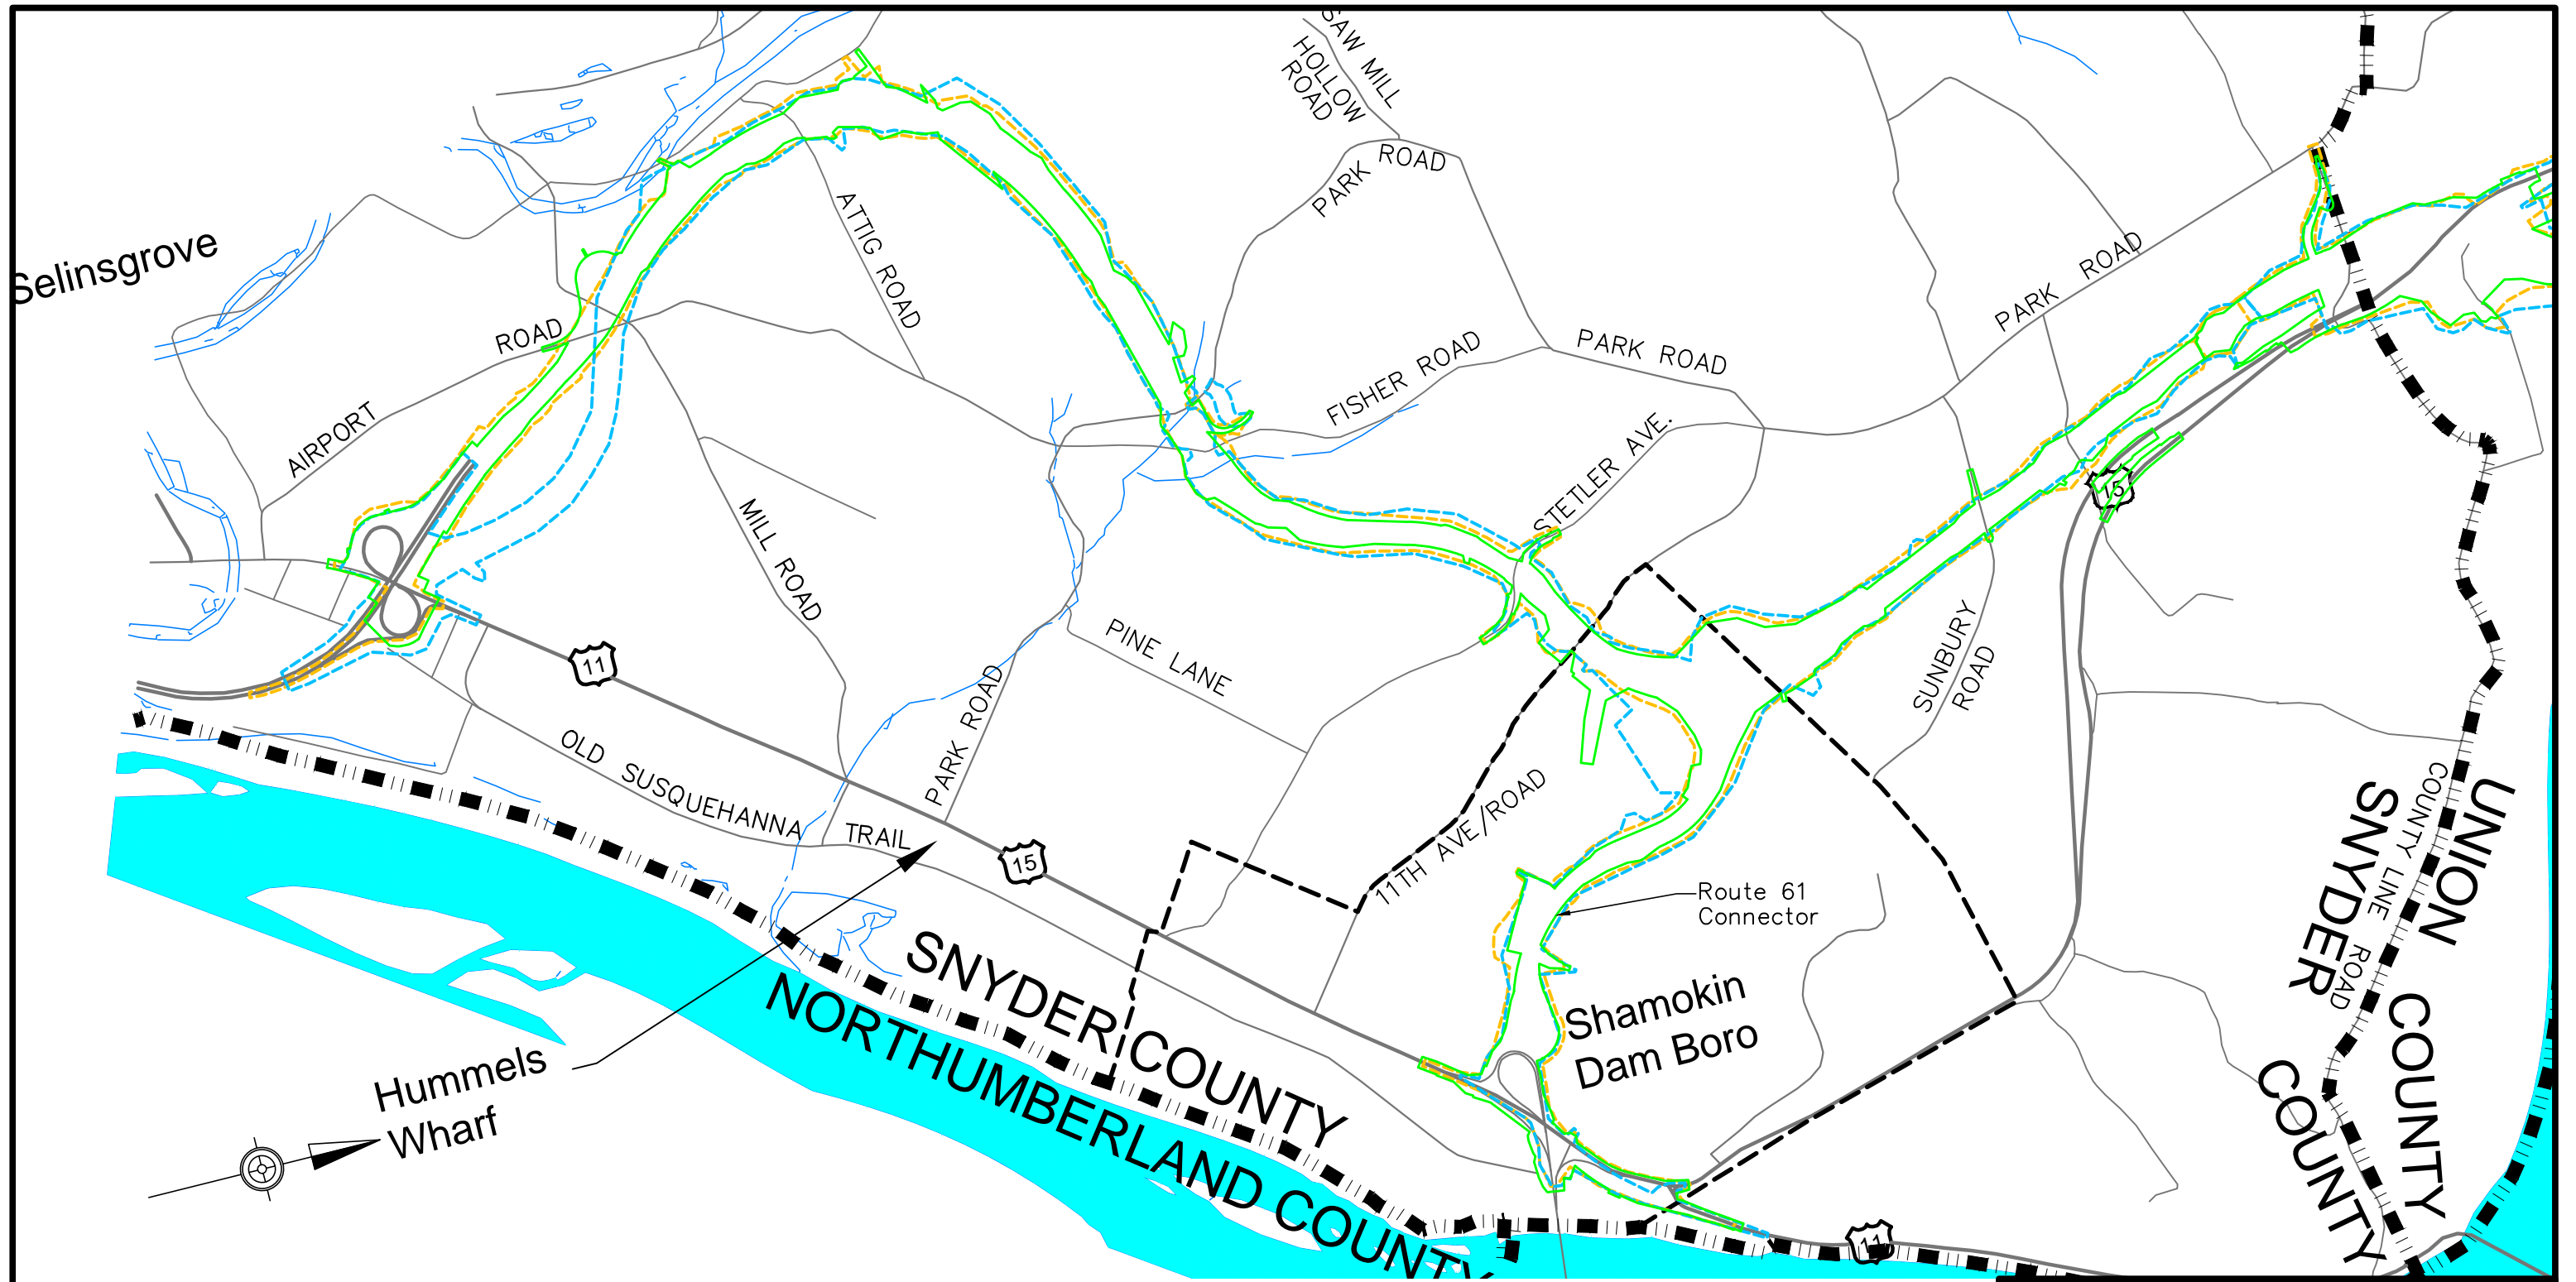 SAW MILL
HOLLOW
ROAD
PARK
ROAD
ATTIG ROAD
Selinsgrove
ROAD
AIRPORT
FISHER ROAD
PARK ROAD
PARK
ROAD
STETLER AVE.
15
MILL ROAD
PINE LANE
11
PARK ROAD
SUNBURY
ROAD
OLD SUSQUEHANNA
TRAIL
15
11TH AVE/ROAD
Route 61
Connector
UNION
COUNTY
COUNTY LINE
ROAD
SNYDER
COUNTY
SNYDER COUNTY
NORTHUMBERLAND COUNTY
Shamokin
Dam Boro
Hummels
Wharf
11